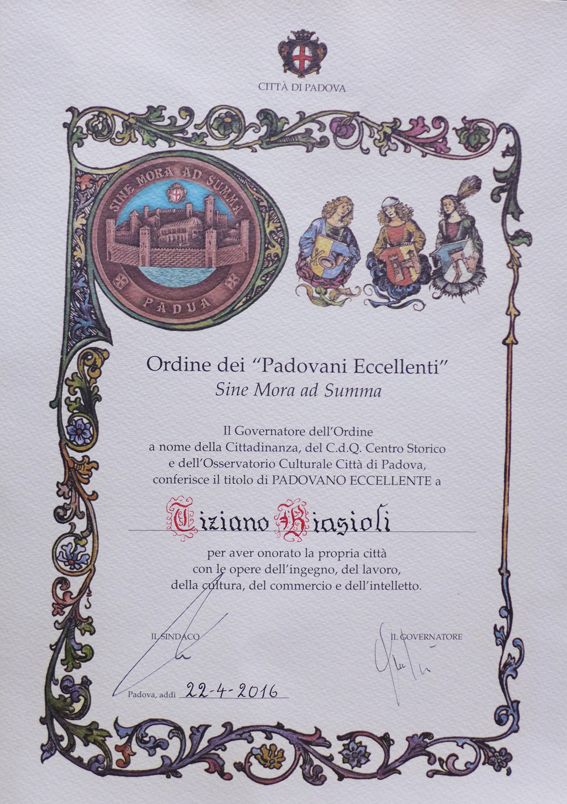 CITTÀ DI PADOVA
SINE MORA AD SUMMA
PADUA
Ordine dei “Padovani Eccellenti”
Sine Mora ad Summa
Il Governatore dell’Ordine
a nome della Cittadinanza, del C.d.Q. Centro Storico
e dell’Osservatorio Culturale Città di Padova,
conferisce il titolo di PADOVANO ECCELLENTE a
Tiziano Biasioli
per aver onorato la propria città
con le opere dell’ingegno, del lavoro,
della cultura, del commercio e dell’intelletto.
IL SINDACO
IL GOVERNATORE
Padova, addì 22-4-2016